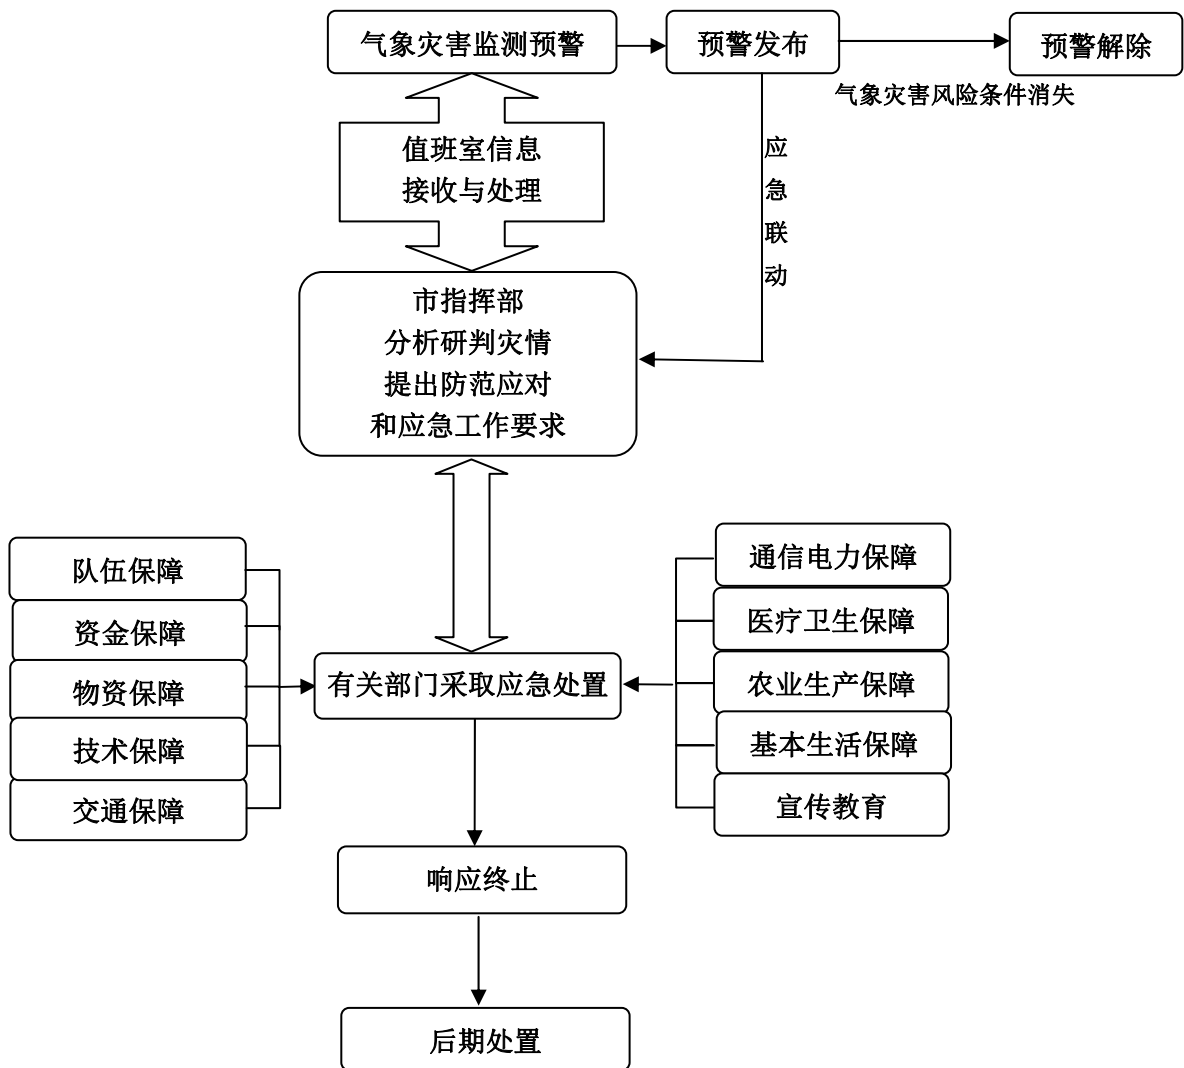 气象灾害监测预警
预警发布
预警解除
气象灾害风险条件消失
值班室信息
接收与处理
应
急
联
动
市指挥部
分析研判灾情
提出防范应对
和应急工作要求
队伍保障
资金保障
物资保障
技术保障
交通保障
有关部门采取应急处置
通信电力保障
医疗卫生保障
农业生产保障
基本生活保障
宣传教育
响应终止
后期处置